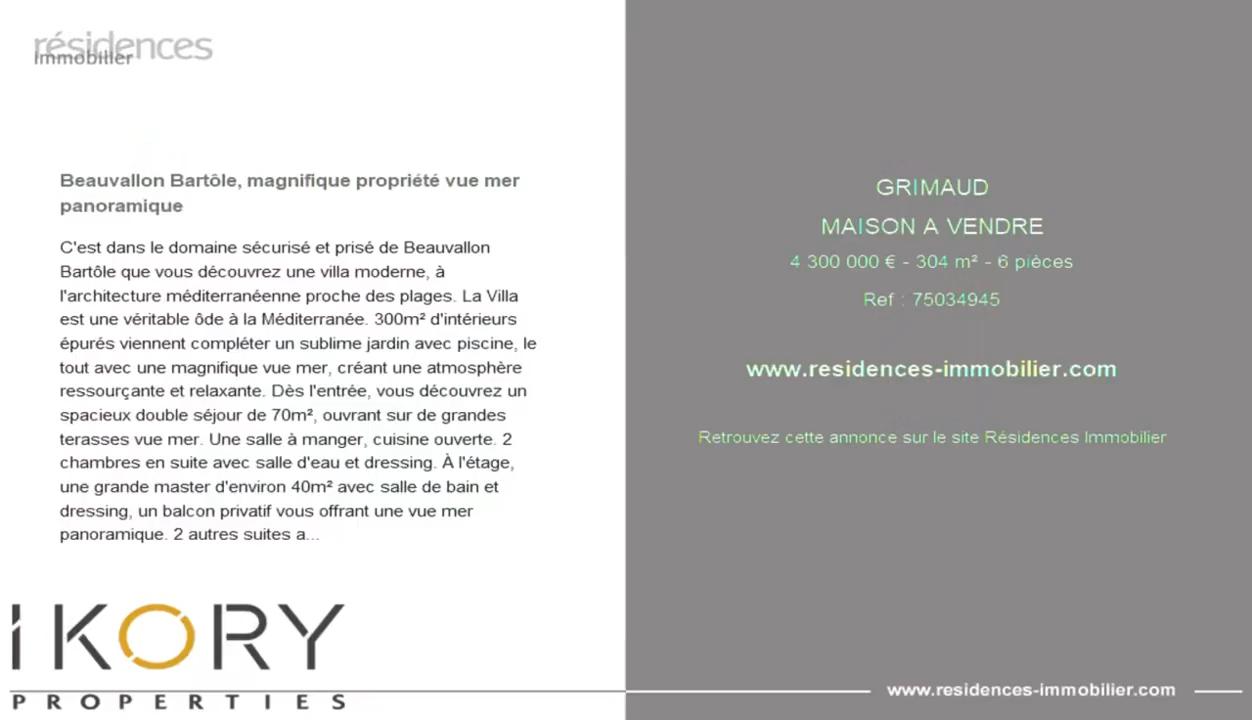 résidences
Immobilier
Beauvallon Bartôle, magnifique propriété vue mer
panoramique
C'est dans le domaine sécurisé et prisé de Beauvallon
Bartôle que vous découvrez une villa moderne, à
l'architecture méditerranéenne proche des plages. La Villa
est une véritable ôde à la Méditerranée. 300m² d'intérieurs
épurés viennent compléter un sublime jardin avec piscine, le
tout avec une magnifique vue mer, créant une atmosphère
ressourçante et relaxante. Dès l'entrée, vous découvrez un
spacieux double séjour de 70m², ouvrant sur de grandes
terasses vue mer. Une salle à manger, cuisine ouverte. 2
chambres en suite avec salle d'eau et dressing. À l'étage,
une grande master d'environ 40m² avec salle de bain et
dressing, un balcon privatif vous offrant une vue mer
panoramique. 2 autres suites a...
IKORY
PROPERTIES
GRIMAUD
MAISON A VENDRE
4 300 000 € - 304 m² - 6 pièces
Ref : 75034945
www.residences-immobilier.com
Retrouvez cette annonce sur le site Résidences Immobilier
www.residences-immobilier.com